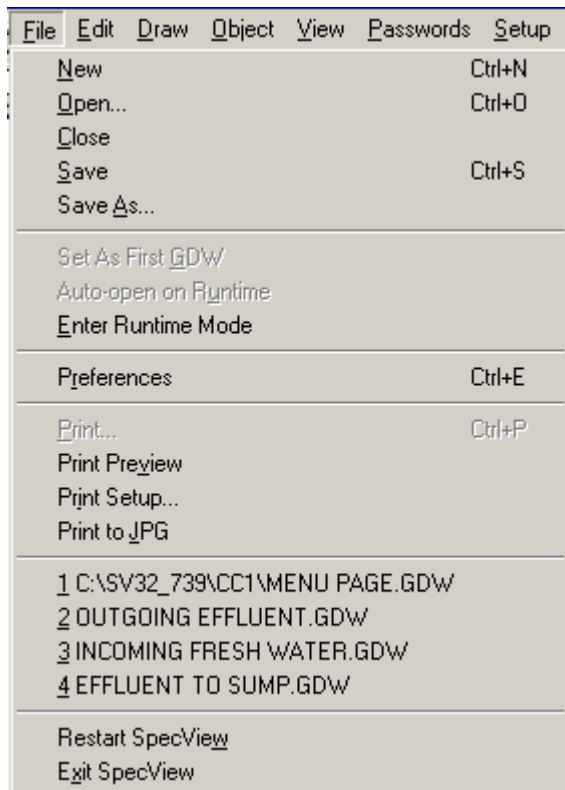 File Edit Draw Object View Passwords Setup
New Ctrl+N
Open... Ctrl+O
Close
Save Ctrl+S
Save As...
Set As First GDW
Auto-open on Runtime
Enter Runtime Mode
Preferences Ctrl+E
Print... Ctrl+P
Print Preview
Print Setup...
Print to JPG
1 C:\SV32_739\CC1\MENU PAGE.GDW
2 OUTGOING EFFLUENT.GDW
3 INCOMING FRESH WATER.GDW
4 EFFLUENT TO SUMP.GDW
Restart SpecView
Exit SpecView